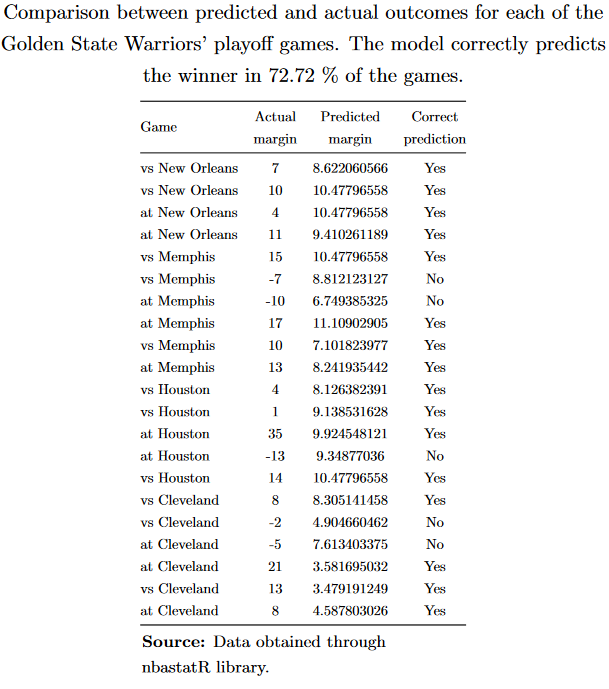 Comparison between predicted and actual outcomes for each of the
Golden State Warriors' playoff games. The model correctly predicts
the winner in 72.72 % of the games.
Game Actual margin Predicted margin Correct prediction
vs New Orleans 7 8.622060566 Yes
vs New Orleans 10 10.47796558 Yes
at New Orleans 4 10.47796558 Yes
at New Orleans 11 9.410261189 Yes
vs Memphis 15 10.47796558 Yes
vs Memphis -7 8.812123127 No
at Memphis -10 6.749385325 No
at Memphis 17 11.10902905 Yes
vs Memphis 10 7.101823977 Yes
at Memphis 13 8.241935442 Yes
vs Houston 4 8.126382391 Yes
vs Houston 1 9.138531628 Yes
at Houston 35 9.924548121 Yes
at Houston -13 9.34877036 No
vs Houston 14 10.47796558 Yes
vs Cleveland 8 8.305141458 Yes
vs Cleveland -2 4.904660462 No
at Cleveland -5 7.613403375 No
at Cleveland 21 3.581695032 Yes
vs Cleveland 13 3.479191249 Yes
at Cleveland 8 4.587803026 Yes
Source: Data obtained through
nbastatR library.